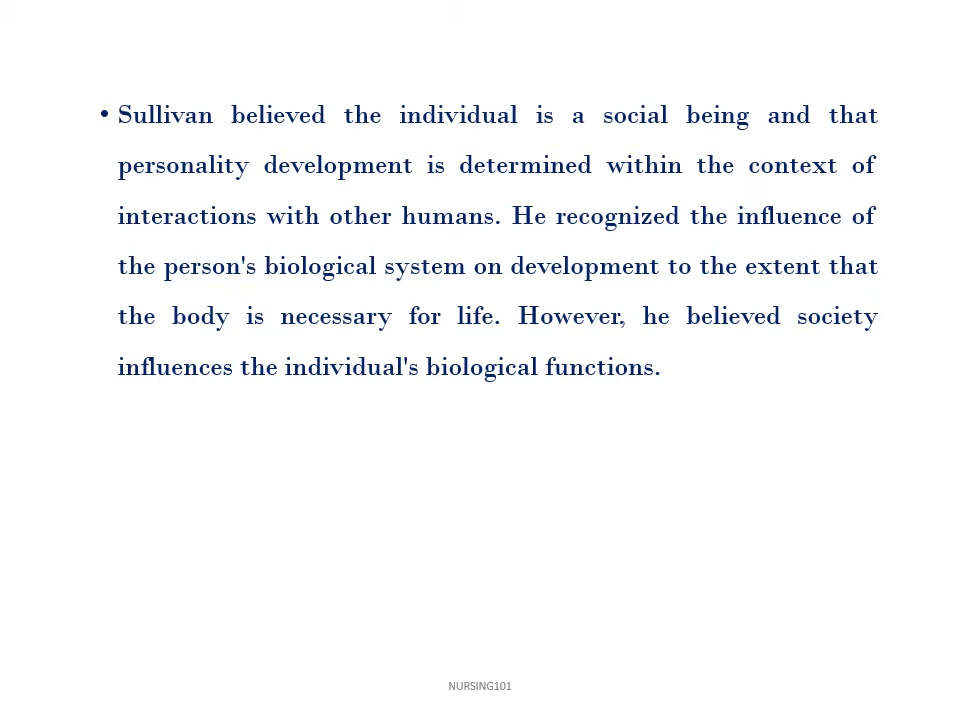 • Sullivan believed the individual is a social being and that
personality development is determined within the context of
interactions with other humans. He recognized the influence of
the person's biological system on development to the extent that
the body is necessary for life. However, he believed society
influences the individual's biological functions.
NURSING101